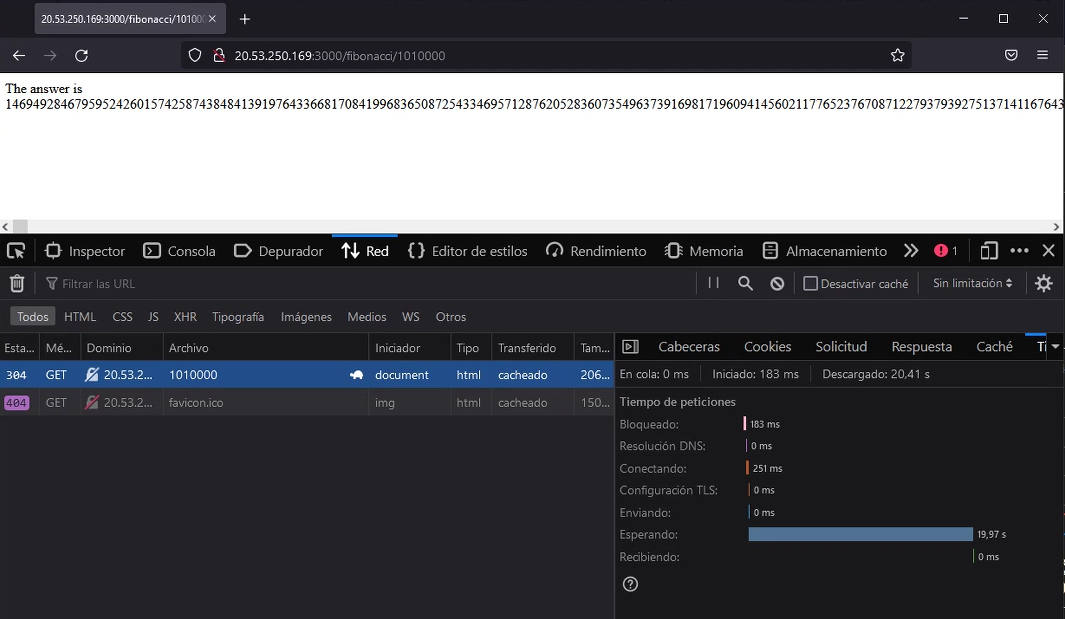 20.53.250.169:3000/fibonacci/10100
20.53.250.169:3000/fibonacci/1010000
The answer is
Inspector Consola Depurador Red Editor de estilos Rendimiento Memoria Almacenamiento 1
Filtrar las URL Desactivar caché Sin limitación
Todos HTML CSS JS XHR Tipografía Imágenes Medios WS Otros
Esta... Mé... Dominio Archivo Iniciador Tipo Transferido Tam... Cabeceras Cookies Solicitud Respuesta Caché Ti
304 GET 20.53.2... 1010000 document html cacheado 206... En cola: 0 ms Iniciado: 183 ms Descargado: 20,41 s
404 GET 20.53.2... favicon.ico img html cacheado 150... Tiempo de peticiones
Bloqueado: 183 ms
Resolución DNS: 0 ms
Conectando: 251 ms
Configuración TLS: 0 ms
Enviando: 0 ms
Esperando: 19,97 s
Recibiendo: 0 ms